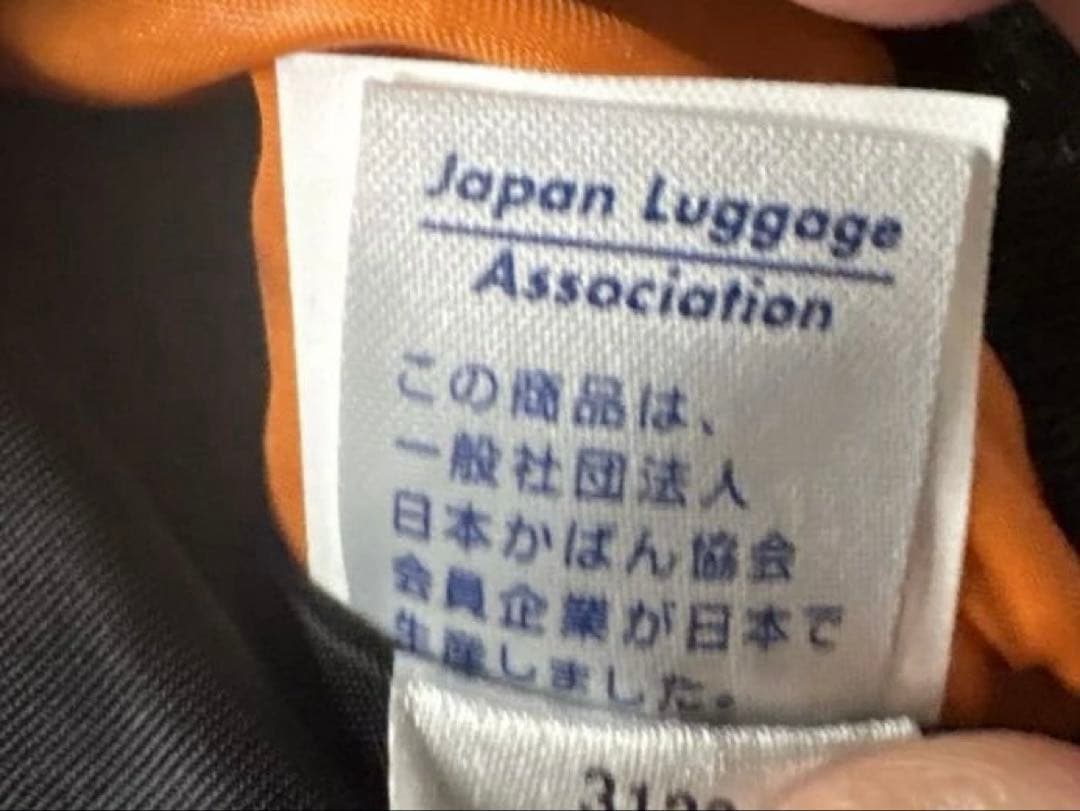 Japan Luggage
Association
この商品は、
一般社団法人
日本かばん協会
会員企業が日本で
生産しました。